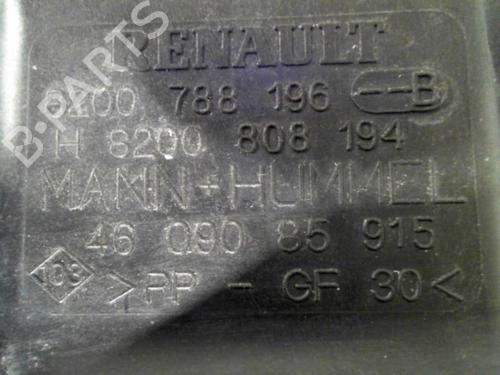 B-PARTS
RENAULT
8200 788 196 --B
H 8200 808 194
MANN+HUMMEL
46 090 85 915
103 >PP - GF 30<